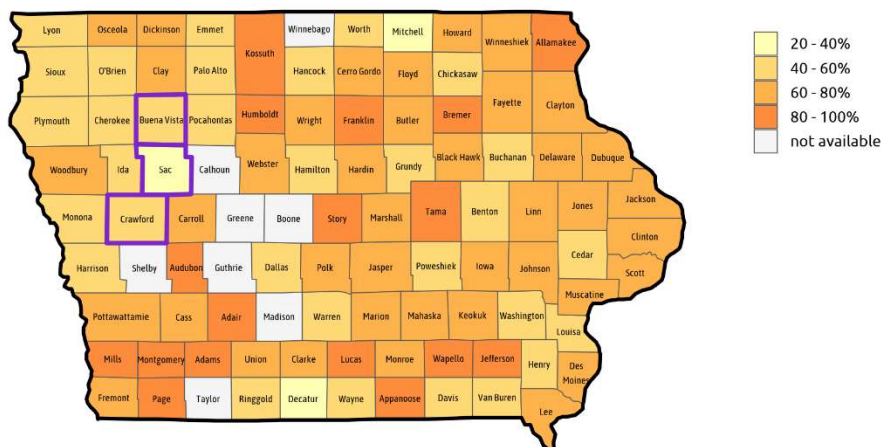 Lyon Osceola Dickinson Emmet Winnebago Worth Mitchell Howard Winneshiek Allamakee
Kossuth
Sioux O'Brien Clay Palo Alto Hancock Cerro Gordo Floyd Chickasaw
Plymouth Cherokee Buena Vista Pocahontas Humboldt Wright Franklin Butler Bremer Fayette Clayton
Woodbury Ida Sac Calhoun Webster Hamilton Hardin Grundy Black Hawk Buchanan Delaware Dubuque
Monona Crawford Carroll Greene Boone Story Marshall Tama Benton Linn Jones Jackson
Clinton
Harrison Shelby Audubon Guthrie Dallas Polk Jasper Poweshiek Iowa Johnson Cedar Scott
Muscatine
Pottawattamie Cass Adair Madison Warren Marion Mahaska Keokuk Washington Louisa
Mills Montgomery Adams Union Clarke Lucas Monroe Wapello Jefferson Henry Des
Moines
Fremont Page Taylor Ringgold Decatur Wayne Appanoose Davis Van Buren Lee
20 - 40%
40 - 60%
60 - 80%
80 - 100%
not available